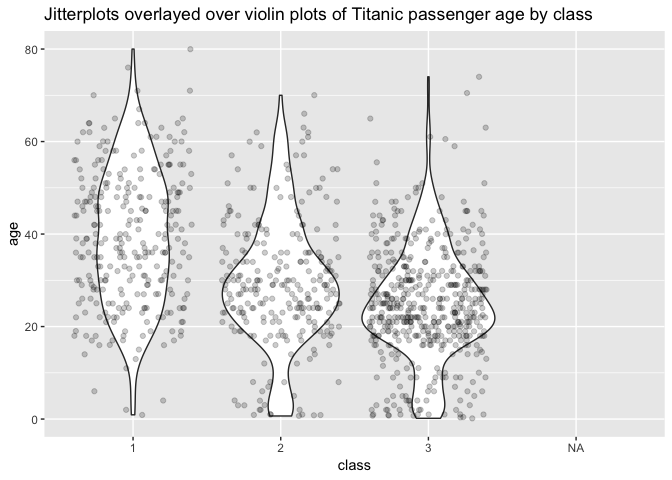 Jitterplots overlayed over violin plots of Titanic passenger age by class
80
60
40
20
0
age
1 2 3 NA
class